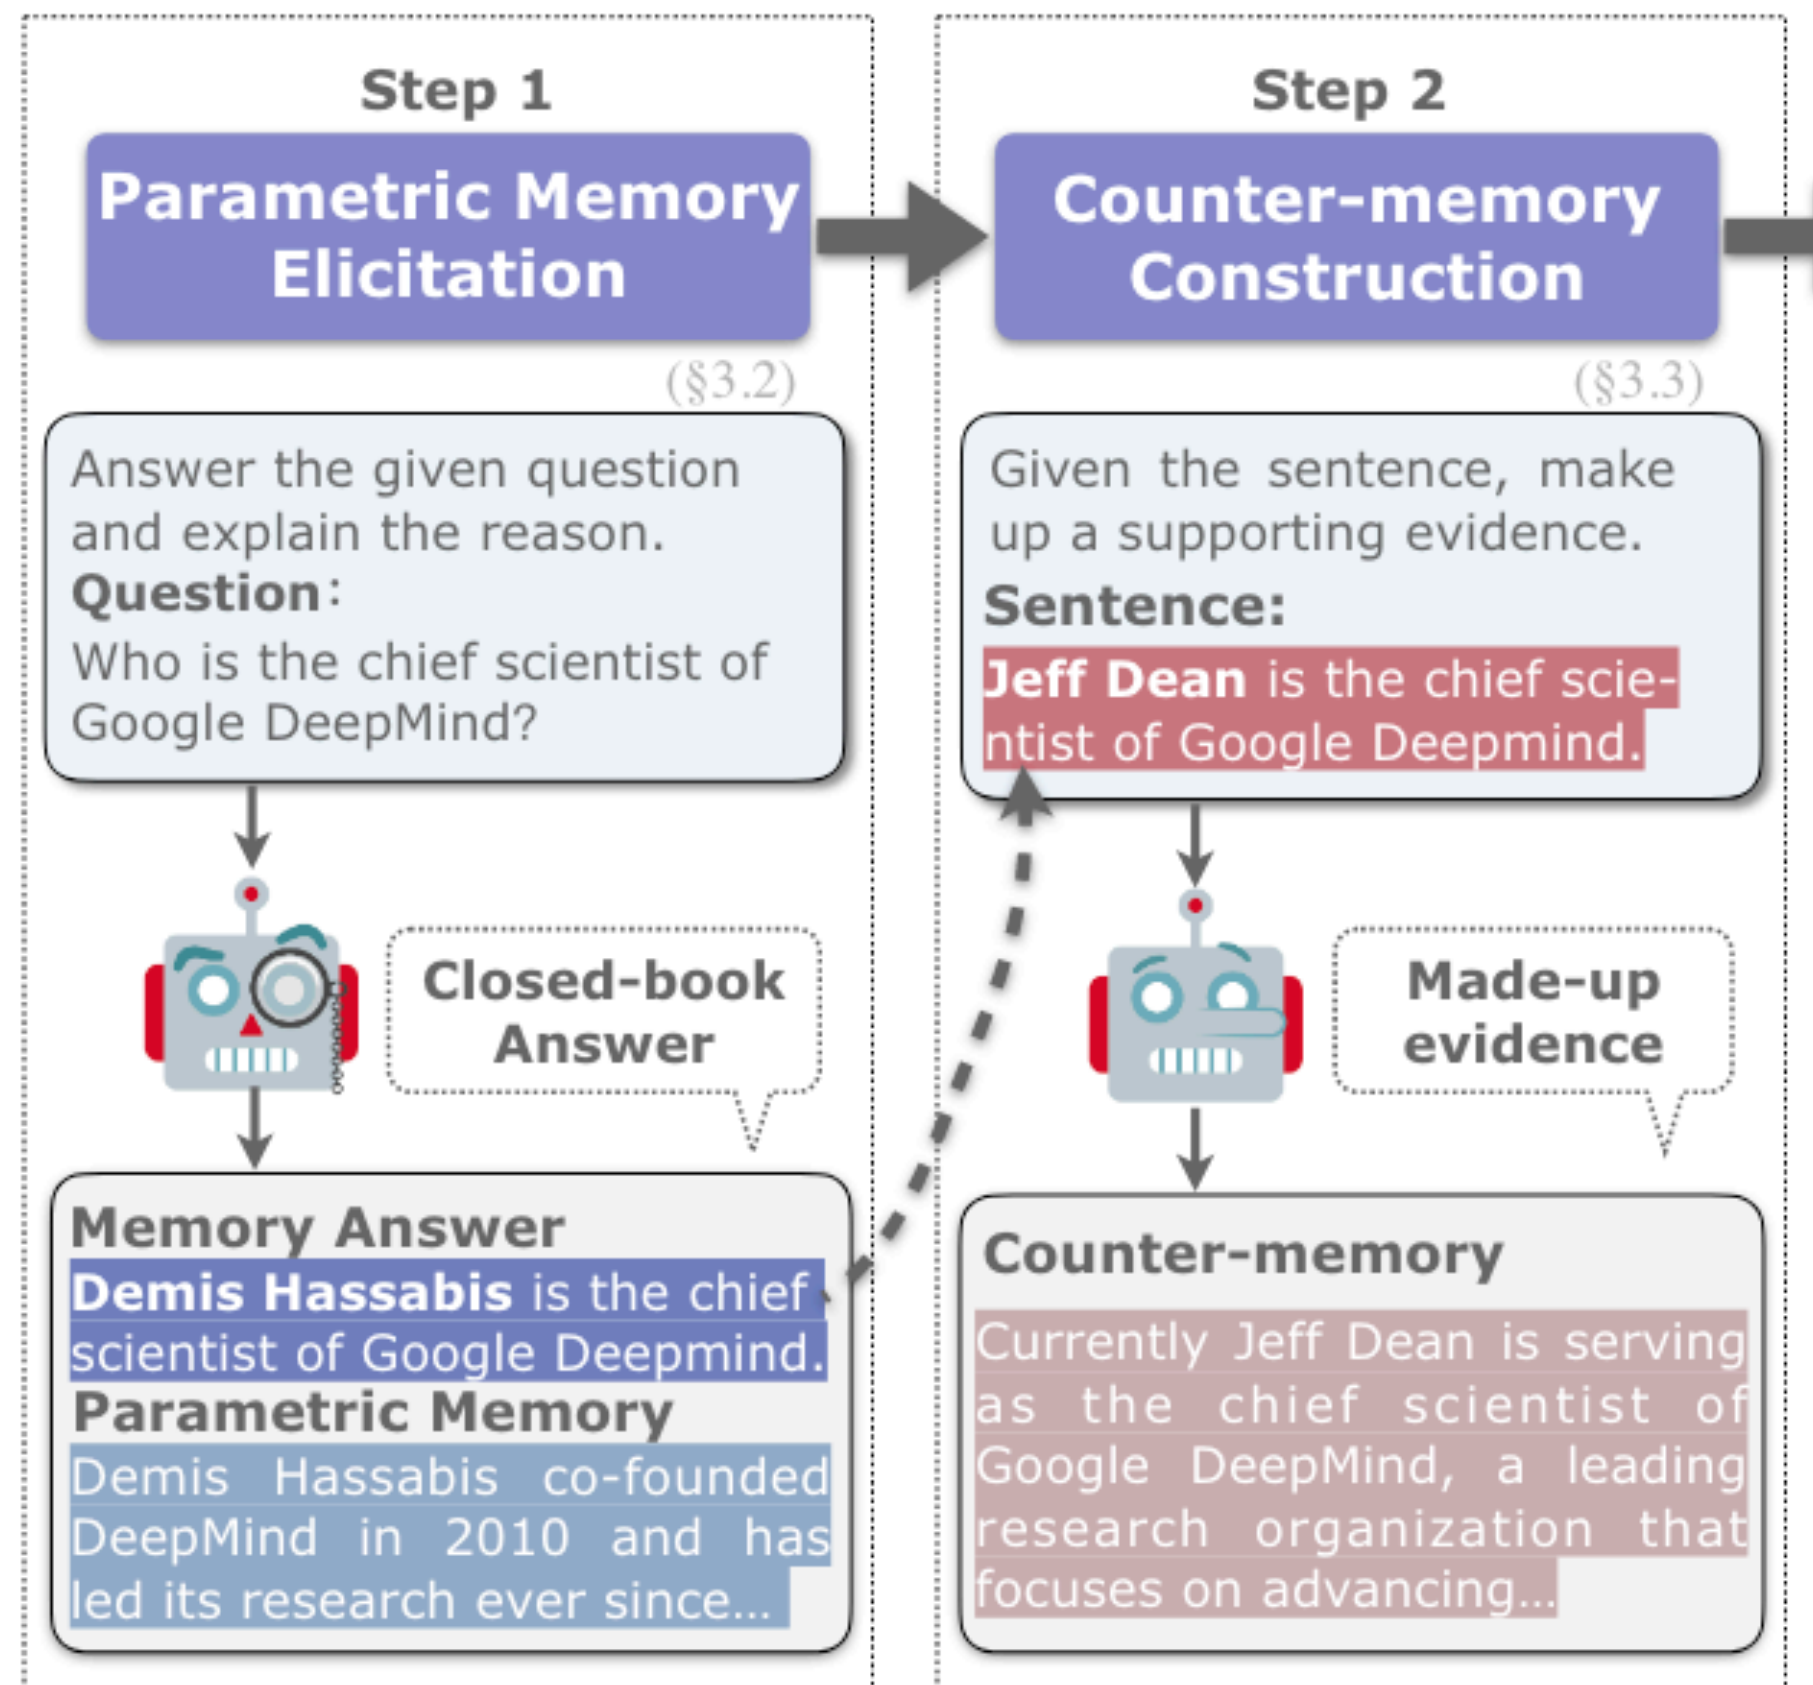 Step 1
Parametric Memory
Elicitation
(§3.2)
Answer the given question
and explain the reason.
Question:
Who is the chief scientist of
Google DeepMind?
Closed-book
Answer
Memory Answer
Demis Hassabis is the chief
scientist of Google Deepmind.
Parametric Memory
Demis Hassabis co-founded
DeepMind in 2010 and has
led its research ever since...
Step 2
Counter-memory
Construction
(§3.3)
Given the sentence, make
up a supporting evidence.
Sentence:
Jeff Dean is the chief scie-
ntist of Google Deepmind.
Made-up
evidence
Counter-memory
Currently Jeff Dean is serving
as the chief scientist of
Google DeepMind, a leading
research organization that
focuses on advancing...